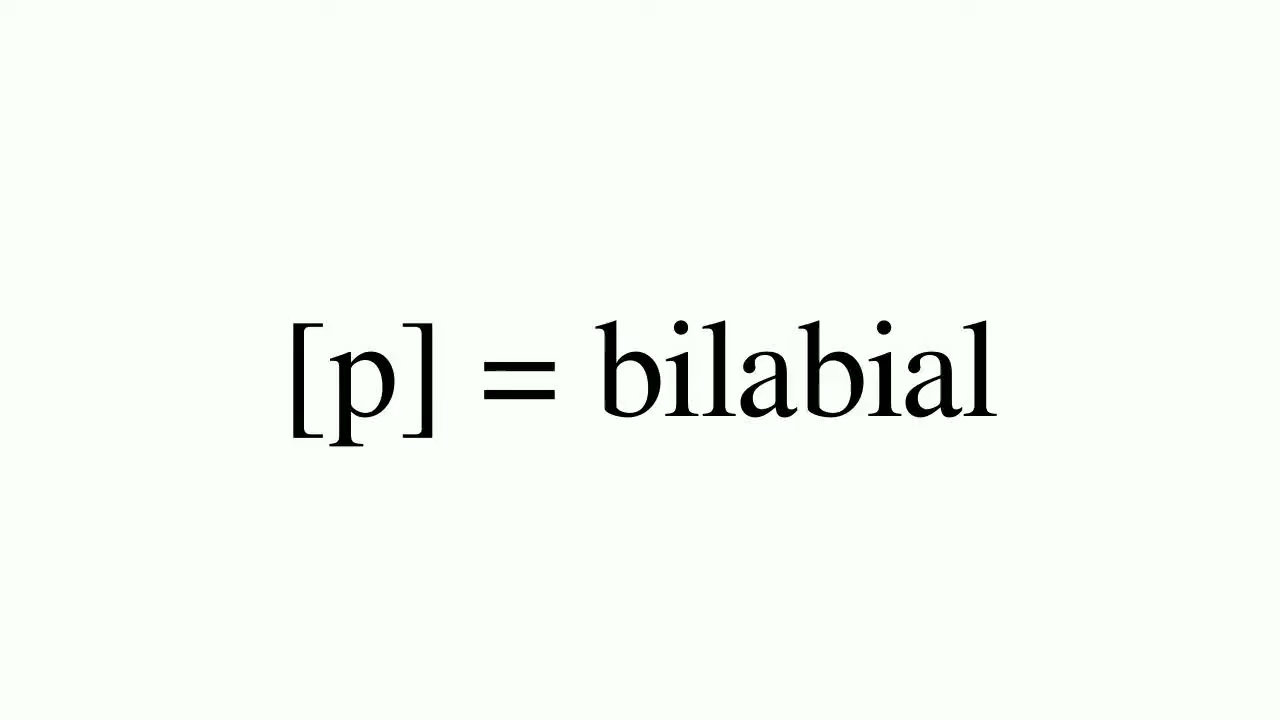 [p] = bilabial